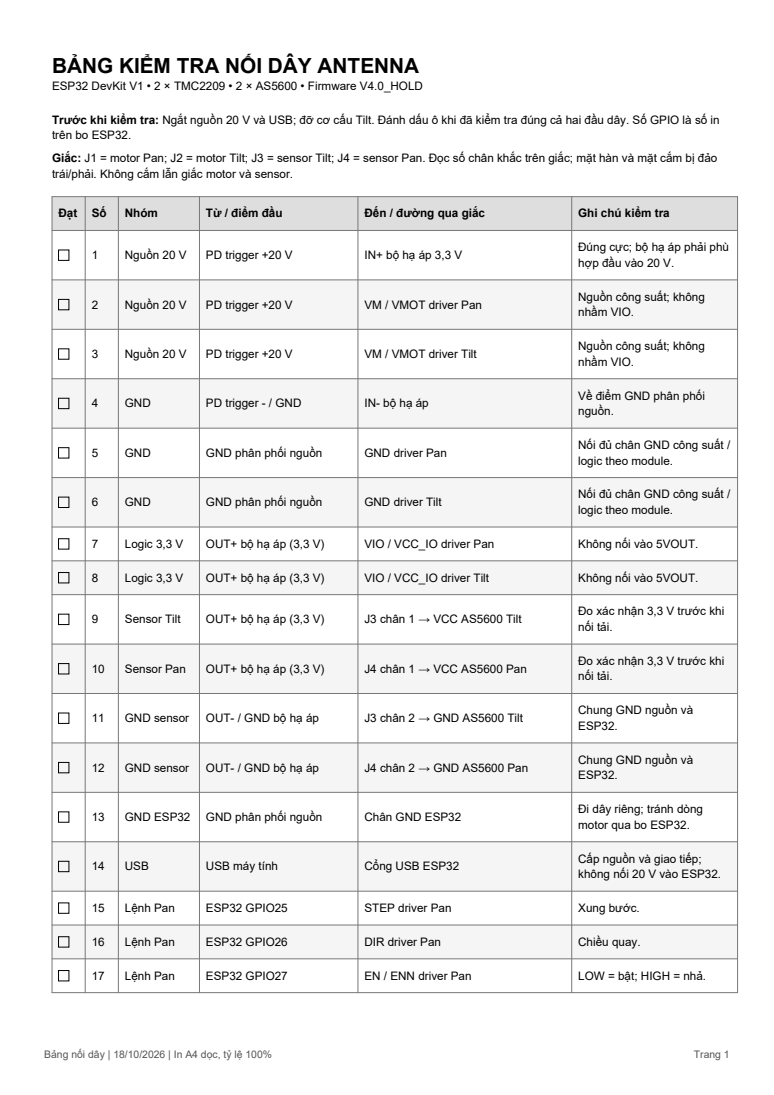 BẢNG KIỂM TRA NỐI DÂY ANTENNA
ESP32 DevKit V1 • 2 × TMC2209 • 2 × AS5600 • Firmware V4.0_HOLD
Trước khi kiểm tra: Ngắt nguồn 20 V và USB; đỡ cơ cấu Tilt. Đánh dấu ô khi đã kiểm tra đúng cả hai đầu dây. Số GPIO là số in
trên bo ESP32.
Giắc: J1 = motor Pan; J2 = motor Tilt; J3 = sensor Tilt; J4 = sensor Pan. Đọc số chân khắc trên giắc; mặt hàn và mặt cắm bị đảo
trái/phải. Không cắm lẫn giắc motor và sensor.
Đạt Số Nhóm Từ / điểm đầu Đến / đường qua giắc Ghi chú kiểm tra
☐ 1 Nguồn 20 V PD trigger +20 V IN+ bộ hạ áp 3,3 V Đúng cực; bộ hạ áp phải phù
hợp đầu vào 20 V.
☐ 2 Nguồn 20 V PD trigger +20 V VM / VMOT driver Pan Nguồn công suất; không
nhầm VIO.
☐ 3 Nguồn 20 V PD trigger +20 V VM / VMOT driver Tilt Nguồn công suất; không
nhầm VIO.
☐ 4 GND PD trigger - / GND IN- bộ hạ áp Về điểm GND phân phối
nguồn.
☐ 5 GND GND phân phối nguồn GND driver Pan Nối đủ chân GND công suất /
logic theo module.
☐ 6 GND GND phân phối nguồn GND driver Tilt Nối đủ chân GND công suất /
logic theo module.
☐ 7 Logic 3,3 V OUT+ bộ hạ áp (3,3 V) VIO / VCC_IO driver Pan Không nối vào 5VOUT.
☐ 8 Logic 3,3 V OUT+ bộ hạ áp (3,3 V) VIO / VCC_IO driver Tilt Không nối vào 5VOUT.
☐ 9 Sensor Tilt OUT+ bộ hạ áp (3,3 V) J3 chân 1 → VCC AS5600 Tilt Đo xác nhận 3,3 V trước khi
nối tải.
☐ 10 Sensor Pan OUT+ bộ hạ áp (3,3 V) J4 chân 1 → VCC AS5600 Pan Đo xác nhận 3,3 V trước khi
nối tải.
☐ 11 GND sensor OUT- / GND bộ hạ áp J3 chân 2 → GND AS5600 Tilt Chung GND nguồn và
ESP32.
☐ 12 GND sensor OUT- / GND bộ hạ áp J4 chân 2 → GND AS5600 Pan Chung GND nguồn và
ESP32.
☐ 13 GND ESP32 GND phân phối nguồn Chân GND ESP32 Đi dây riêng; tránh dòng
motor qua bo ESP32.
☐ 14 USB USB máy tính Cổng USB ESP32 Cấp nguồn và giao tiếp;
không nối 20 V vào ESP32.
☐ 15 Lệnh Pan ESP32 GPIO25 STEP driver Pan Xung bước.
☐ 16 Lệnh Pan ESP32 GPIO26 DIR driver Pan Chiều quay.
☐ 17 Lệnh Pan ESP32 GPIO27 EN / ENN driver Pan LOW = bật; HIGH = nhả.
Bảng nối dây | 18/10/2026 | In A4 dọc, tỷ lệ 100% Trang 1